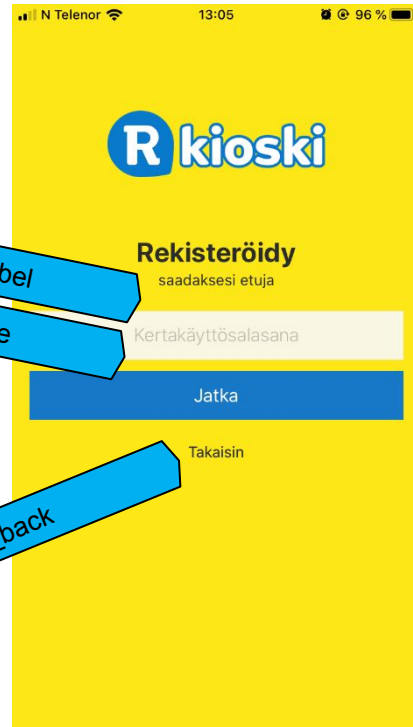 N Telenor 13:05 96 %
R kioski
Rekisteröidy
saadaksesi etuja
Kertakäyttösalasana
Jatka
Takaisin
back